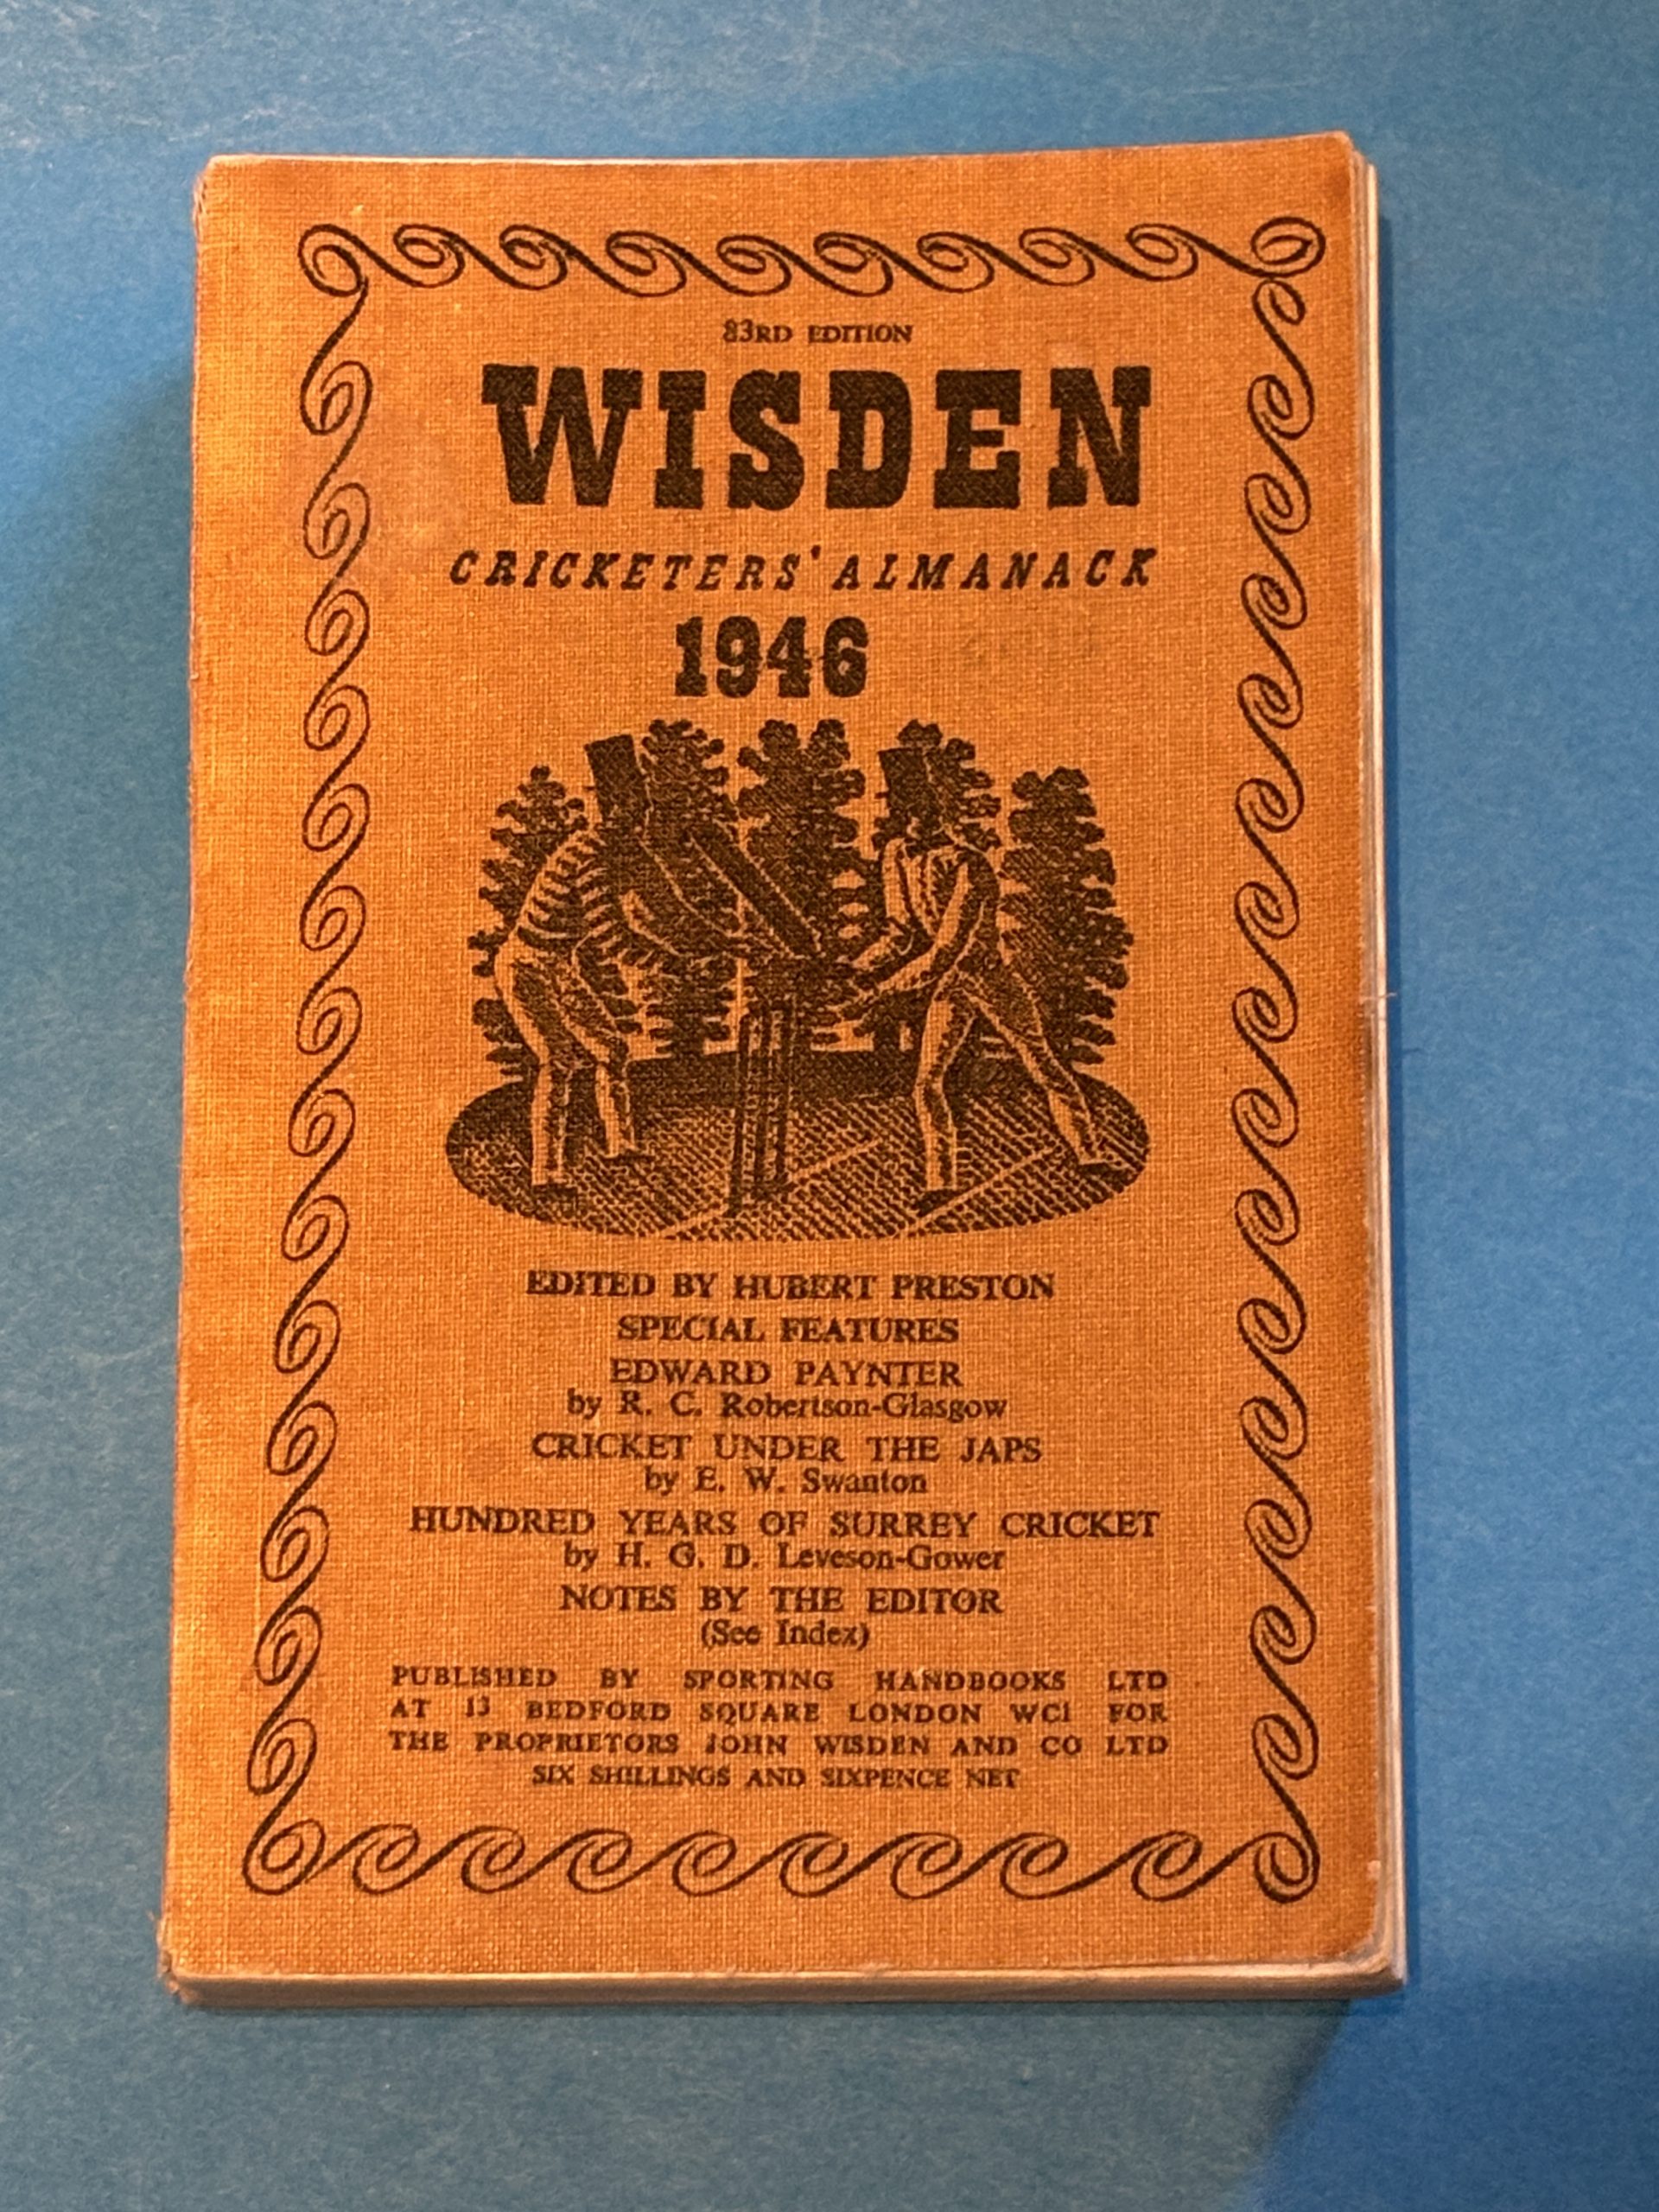 83RD EDITION
WISDEN
CRICKETERS' ALMANACK
1946
EDITED BY HUBERT PRESTON
SPECIAL FEATURES
EDWARD PAYNTER
by R. C. Robertson-Glasgow
CRICKET UNDER THE JAPS
by E. W. Swanton
HUNDRED YEARS OF SURREY CRICKET
by H. G. D. Leveson-Gower
NOTES BY THE EDITOR
(See Index)
PUBLISHED BY SPORTING HANDBOOKS LTD
AT 13 BEDFORD SQUARE LONDON WC1 FOR
THE PROPRIETORS JOHN WISDEN AND CO LTD
SIX SHILLINGS AND SIXPENCE NET